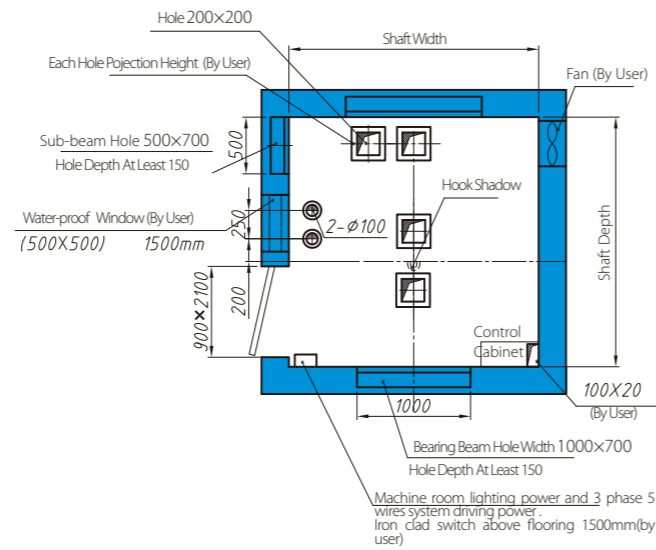 Hole 200×200
Shaft Width
Each Hole Pojection Height (By User)
Fan (By User)
Sub-beam Hole 500×700
Hole Depth At Least 150
500
Hook Shadow
Water-proof Window (By User)
(500X500) 1500mm
250
2-ϕ100
Shaft Depth
900×2100
200
Control
Cabinet
100X20
(By User)
1000
Bearing Beam Hole Width 1000×700
Hole Depth At Least 150
Machine room lighting power and 3 phase 5
wires system driving power .
Iron clad switch above flooring 1500mm(by
user)